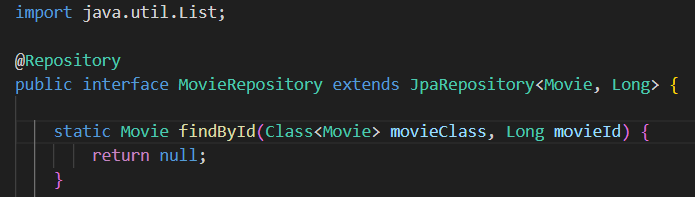 import java.util.List;
@Repository
public interface MovieRepository extends JpaRepository<Movie, Long> {
static Movie findById(Class<Movie> movieClass, Long movieId) {
return null;
}